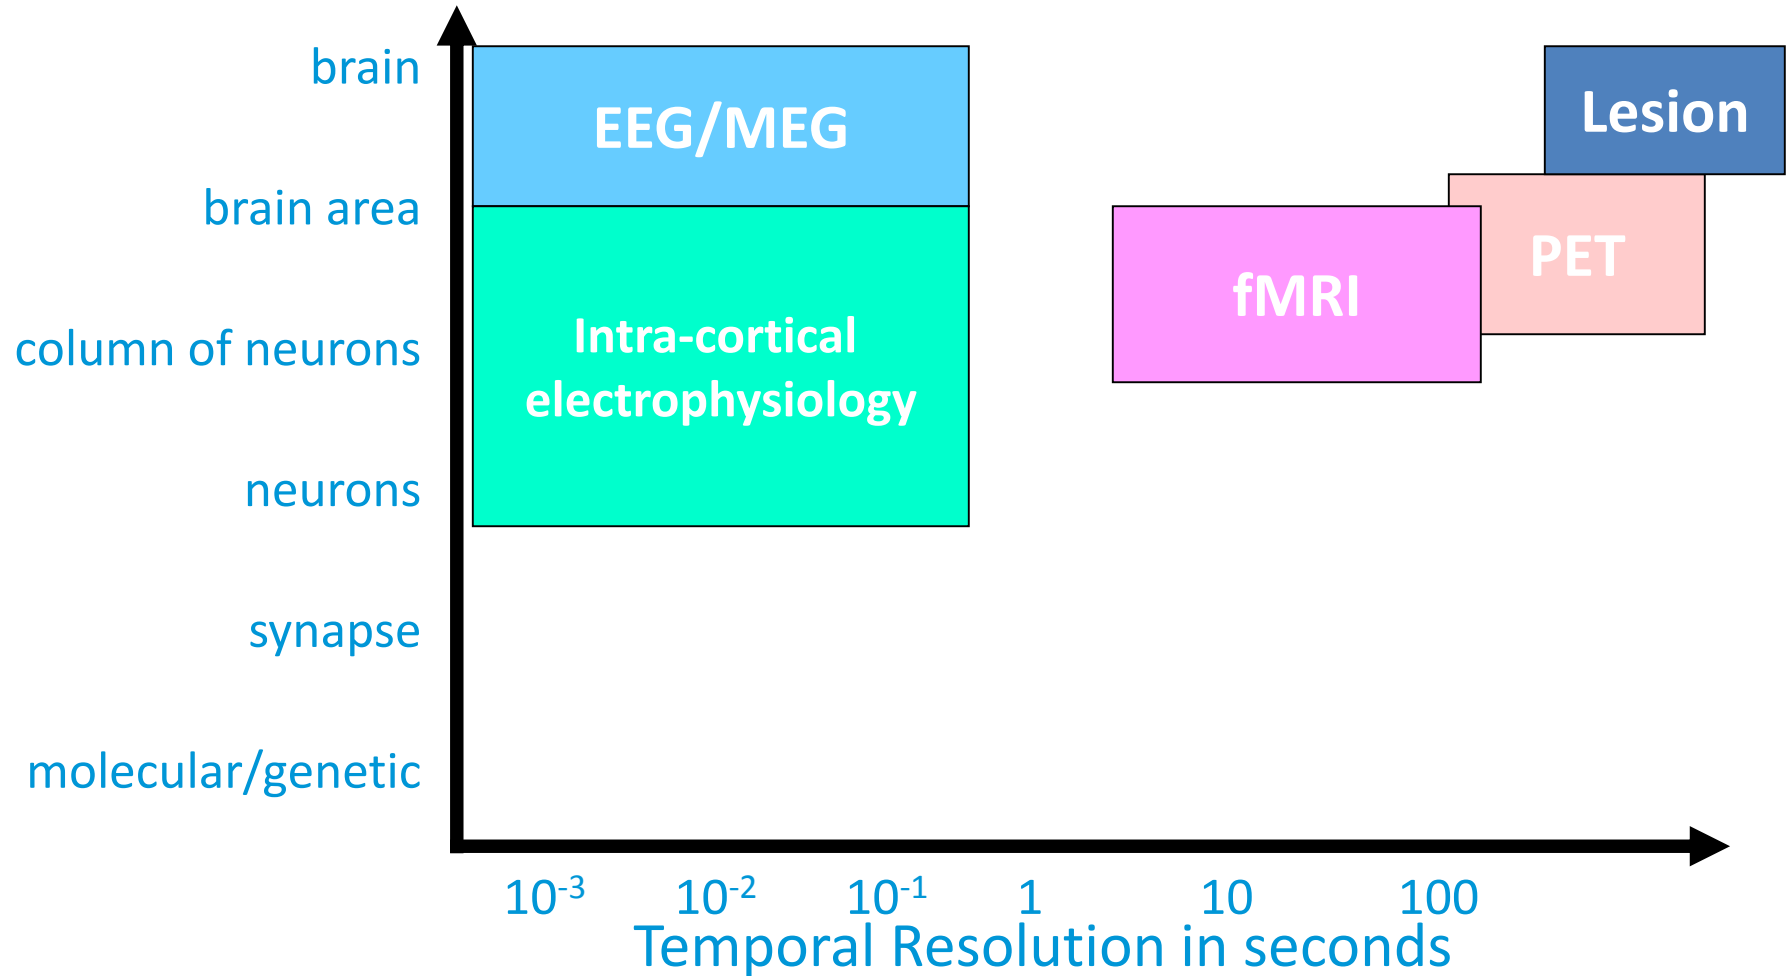 brain
EEG/MEG
Lesion
brain area
PET
fMRI
Intra-cortical
electrophysiology
column of neurons
neurons
synapse
molecular/genetic
10⁻³ 10⁻² 10⁻¹ 1 10 100
Temporal Resolution in seconds